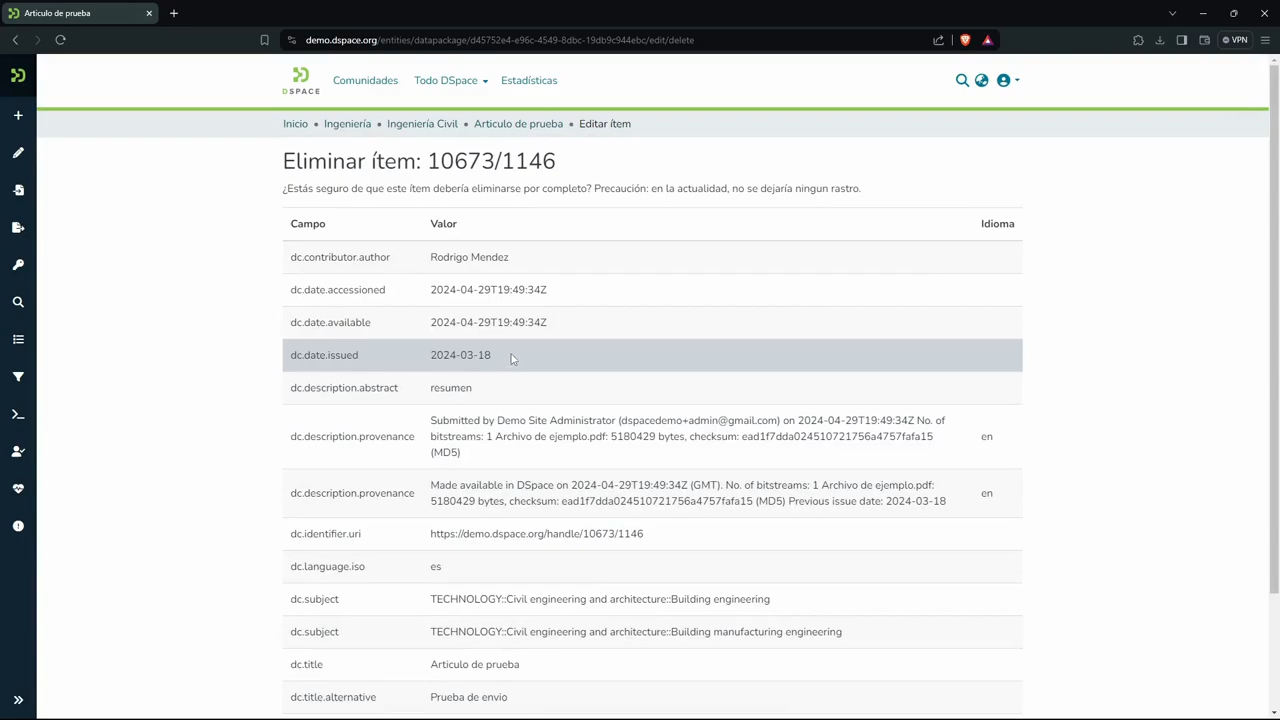 Articulo de prueba
demo.dspace.org/entities/datapackage/d45752e4-e96c-4549-8dbc-19db9c944ebc/edit/delete
VPN
DSPACE
Comunidades
Todo DSpace
Estadísticas
Inicio • Ingeniería • Ingeniería Civil • Articulo de prueba • Editar ítem
Eliminar ítem: 10673/1146
¿Estás seguro de que este ítem debería eliminarse por completo? Precaución: en la actualidad, no se dejaría ningun rastro.
Campo Valor Idioma
dc.contributor.author Rodrigo Mendez
dc.date.accessioned 2024-04-29T19:49:34Z
dc.date.available 2024-04-29T19:49:34Z
dc.date.issued 2024-03-18
dc.description.abstract resumen
dc.description.provenance Submitted by Demo Site Administrator (dspacedemo+admin@gmail.com) on 2024-04-29T19:49:34Z No. of
bitstreams: 1 Archivo de ejemplo.pdf: 5180429 bytes, checksum: ead1f7dda024510721756a4757fafa15 en
(MD5)
dc.description.provenance Made available in DSpace on 2024-04-29T19:49:34Z (GMT). No. of bitstreams: 1 Archivo de ejemplo.pdf: en
5180429 bytes, checksum: ead1f7dda024510721756a4757fafa15 (MD5) Previous issue date: 2024-03-18
dc.identifier.uri https://demo.dspace.org/handle/10673/1146
dc.language.iso es
dc.subject TECHNOLOGY::Civil engineering and architecture::Building engineering
dc.subject TECHNOLOGY::Civil engineering and architecture::Building manufacturing engineering
dc.title Articulo de prueba
dc.title.alternative Prueba de envio